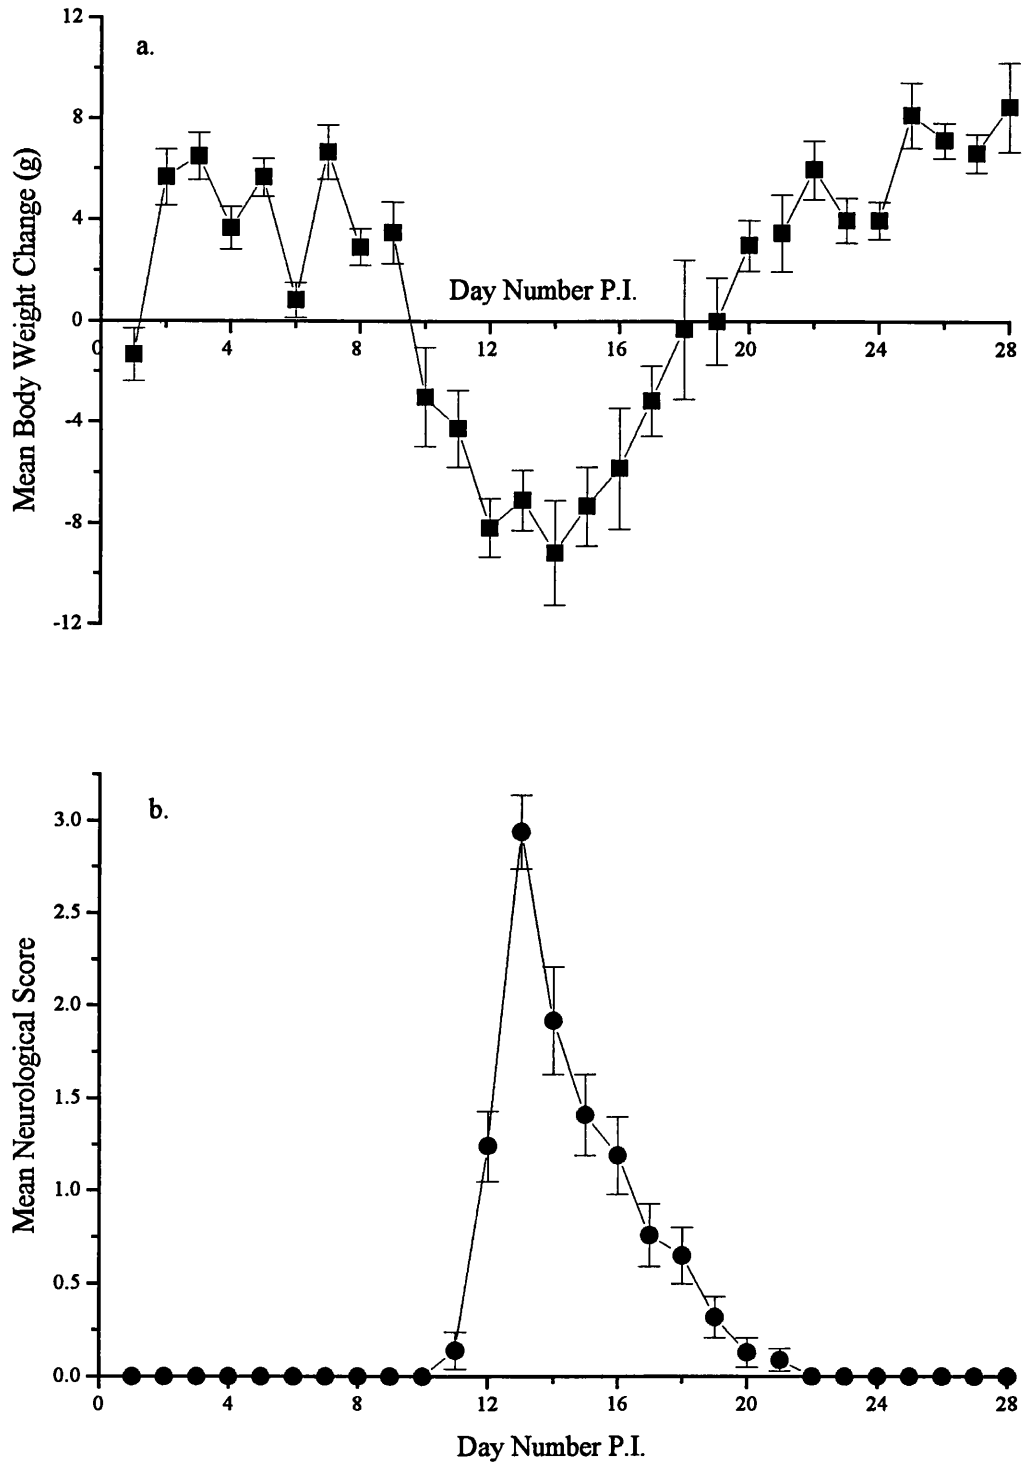 12
a.
8
4
0
-4
-8
-12
Mean Body Weight Change (g)
Day Number P.I.
0 4 8 12 16 20 24 28
b.
3.0
2.5
2.0
1.5
1.0
0.5
0.0
Mean Neurological Score
0 4 8 12 16 20 24 28
Day Number P.I.